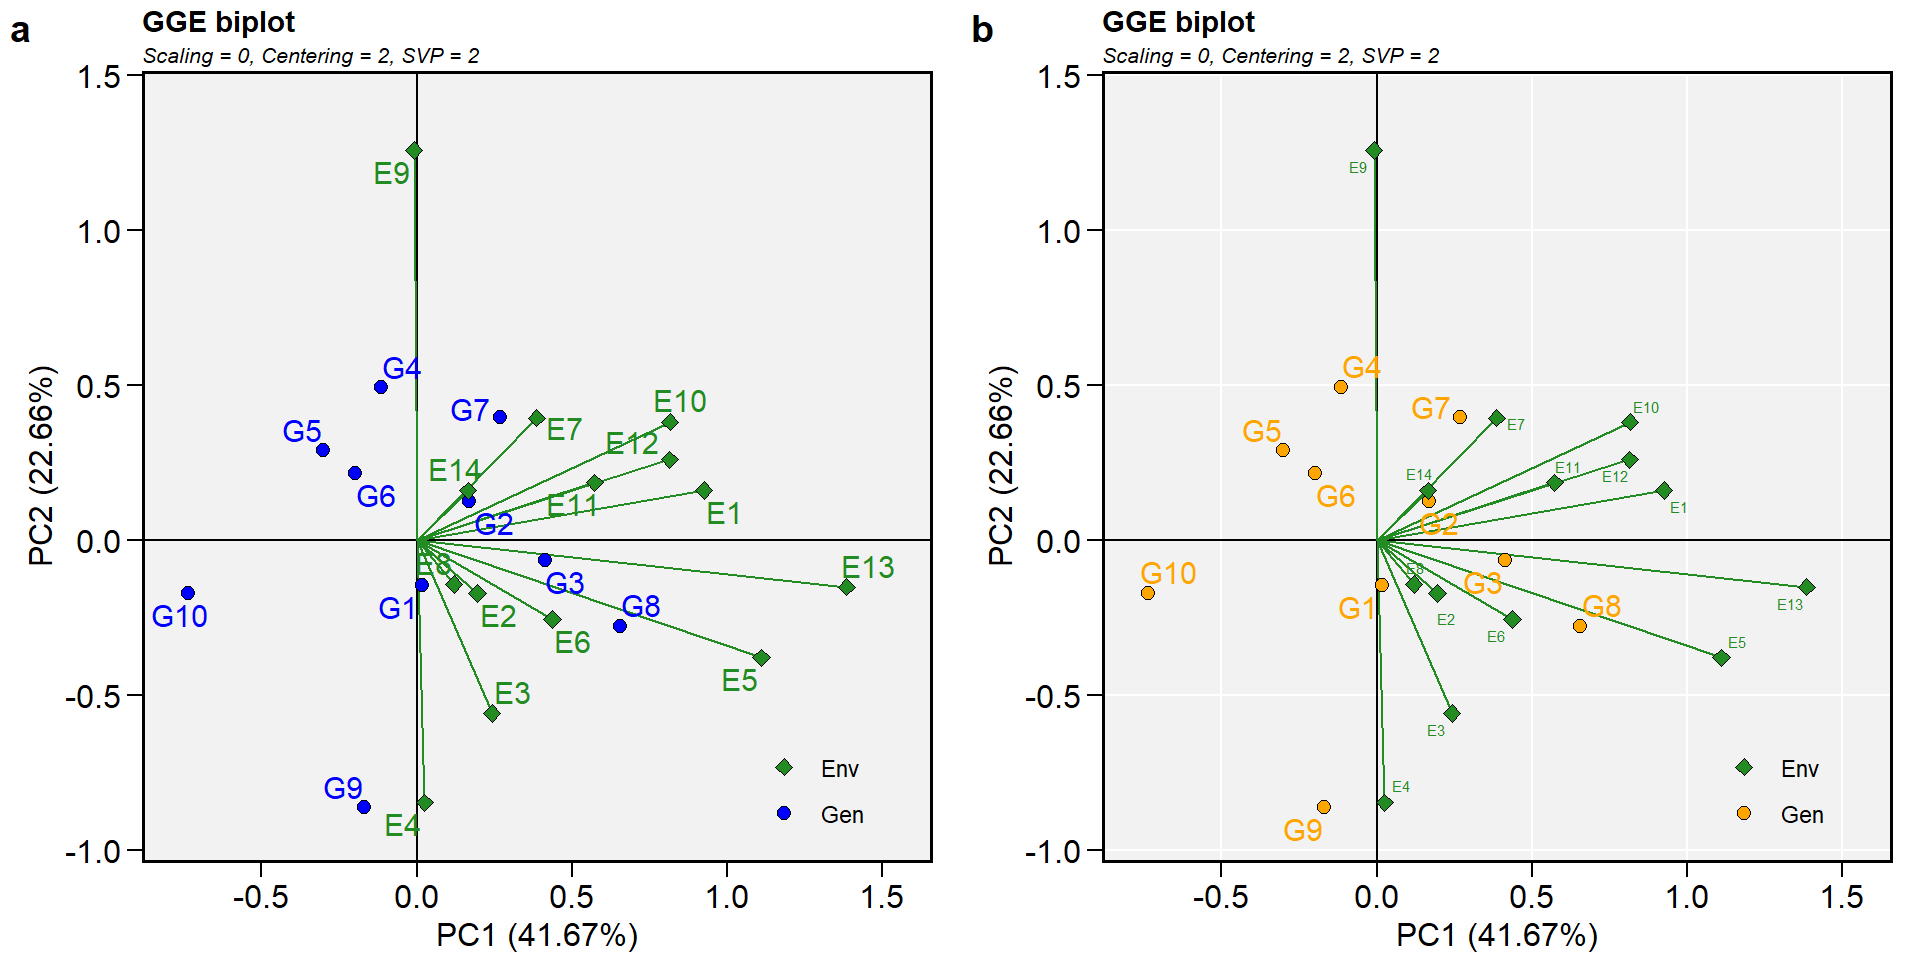 a
GGE biplot
Scaling = 0, Centering = 2, SVP = 2
PC2 (22.66%)
1.5
1.0
0.5
0.0
-0.5
-1.0
E9
G4
G7
E10
G5
E7
E12
E14
G6
E11
E1
G2
E8
E13
G3
G10
G1
G8
E2
E6
E5
E3
G9
E4
Env
Gen
-0.5
0.0
0.5
1.0
1.5
PC1 (41.67%)
b
GGE biplot
Scaling = 0, Centering = 2, SVP = 2
PC2 (22.66%)
1.5
1.0
0.5
0.0
-0.5
-1.0
E9
G4
G7
E10
E7
G5
E11
E14
E12
G6
E1
G2
E8
G10
G3
E13
G1
G8
E2
E6
E5
E3
E4
G9
Env
Gen
-0.5
0.0
0.5
1.0
1.5
PC1 (41.67%)